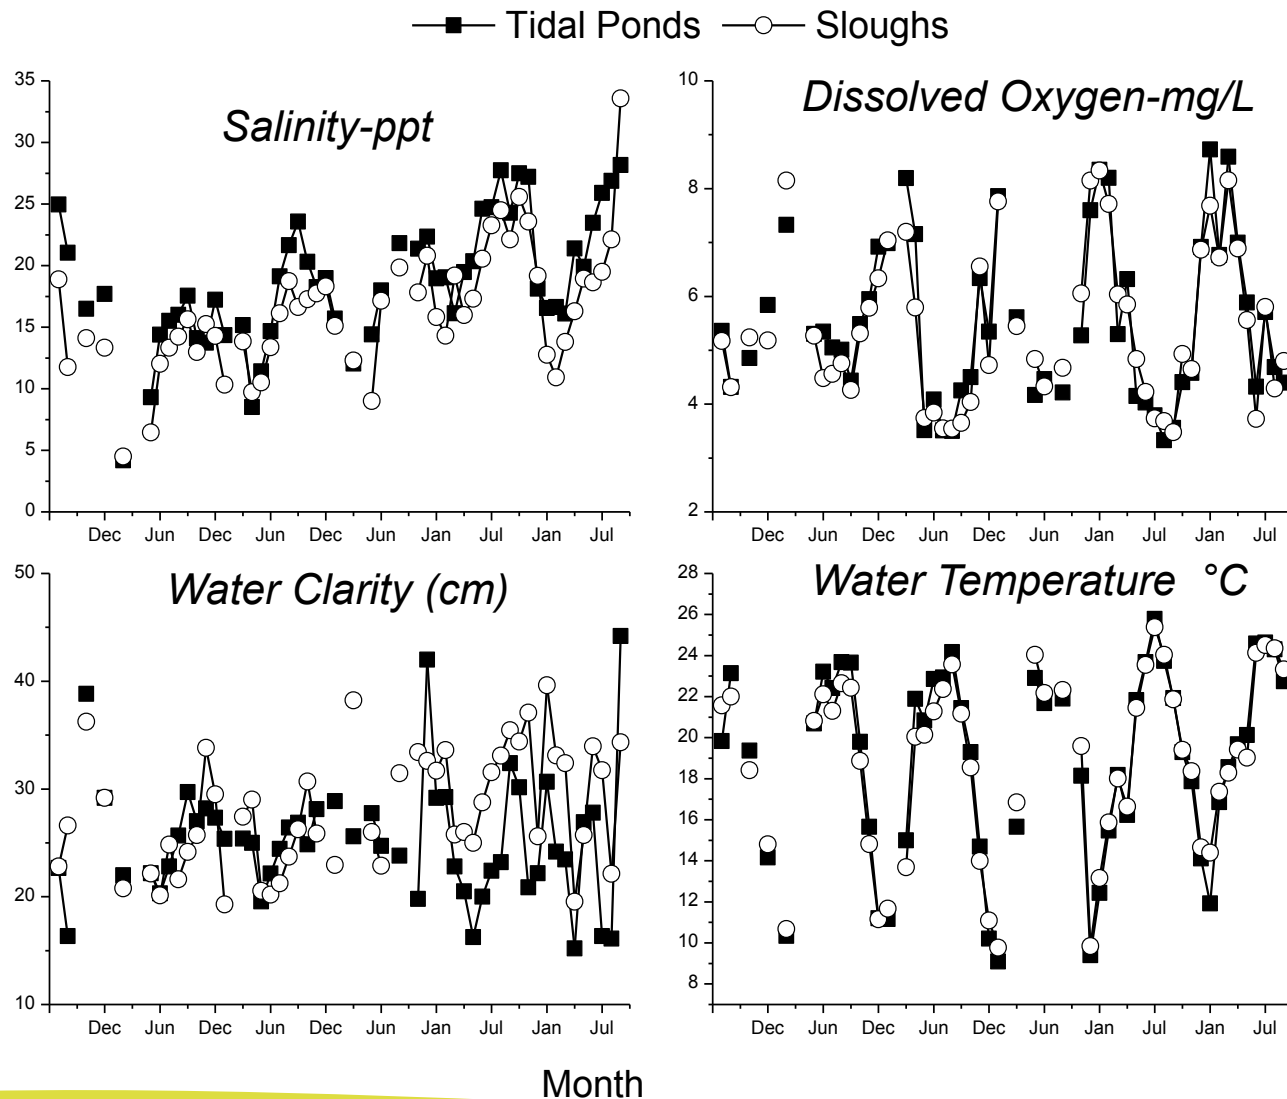 Tidal Ponds Sloughs
Salinity-ppt
35
30
25
20
15
10
5
0
Dec Jun Dec Jun Dec Jun Jan Jul Jan Jul
Dissolved Oxygen-mg/L
10
8
6
4
2
Dec Jun Dec Jun Dec Jun Jan Jul Jan Jul
Water Clarity (cm)
50
40
30
20
10
Dec Jun Dec Jun Dec Jun Jan Jul Jan Jul
Water Temperature °C
28
26
24
22
20
18
16
14
12
10
8
Dec Jun Dec Jun Dec Jun Jan Jul Jan Jul
Month